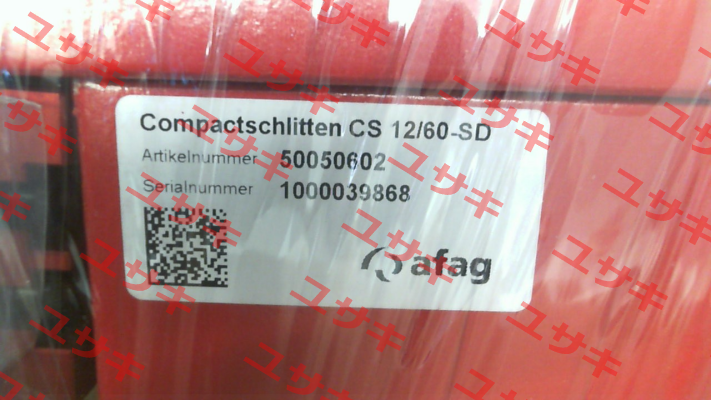 Compactschlitten CS 12/60-SD
Artikelnummer 50050602
Serialnummer 1000039868
afag
ユサキ